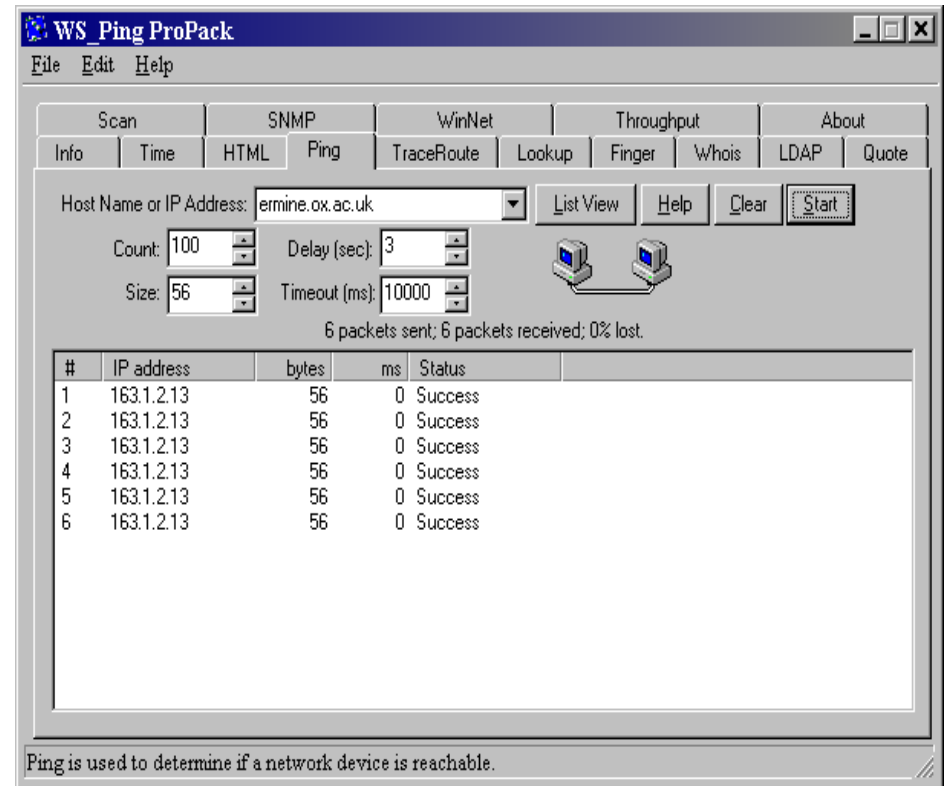 WS_Ping ProPack
File Edit Help
Scan SNMP WinNet Throughput About
Info Time HTML Ping TraceRoute Lookup Finger Whois LDAP Quote
Host Name or IP Address: ermine.ox.ac.uk List View Help Clear Start
Count: 100 Delay (sec): 3
Size: 56 Timeout (ms): 10000
6 packets sent; 6 packets received; 0% lost.
# IP address bytes ms Status
1 163.1.2.13 56 0 Success
2 163.1.2.13 56 0 Success
3 163.1.2.13 56 0 Success
4 163.1.2.13 56 0 Success
5 163.1.2.13 56 0 Success
6 163.1.2.13 56 0 Success
Ping is used to determine if a network device is reachable.